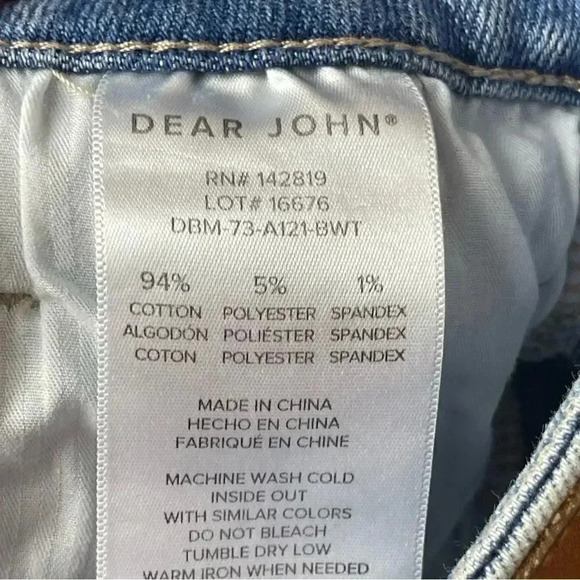 DEAR JOHN®
RN# 142819
LOT# 16676
DBM-73-A121-BWT
94% 5% 1%
COTTON POLYESTER SPANDEX
ALGODÓN POLIÉSTER SPANDEX
COTON POLYESTER SPANDEX
MADE IN CHINA
HECHO EN CHINA
FABRIQUÉ EN CHINE
MACHINE WASH COLD
INSIDE OUT
WITH SIMILAR COLORS
DO NOT BLEACH
TUMBLE DRY LOW
WARM IRON WHEN NEEDED